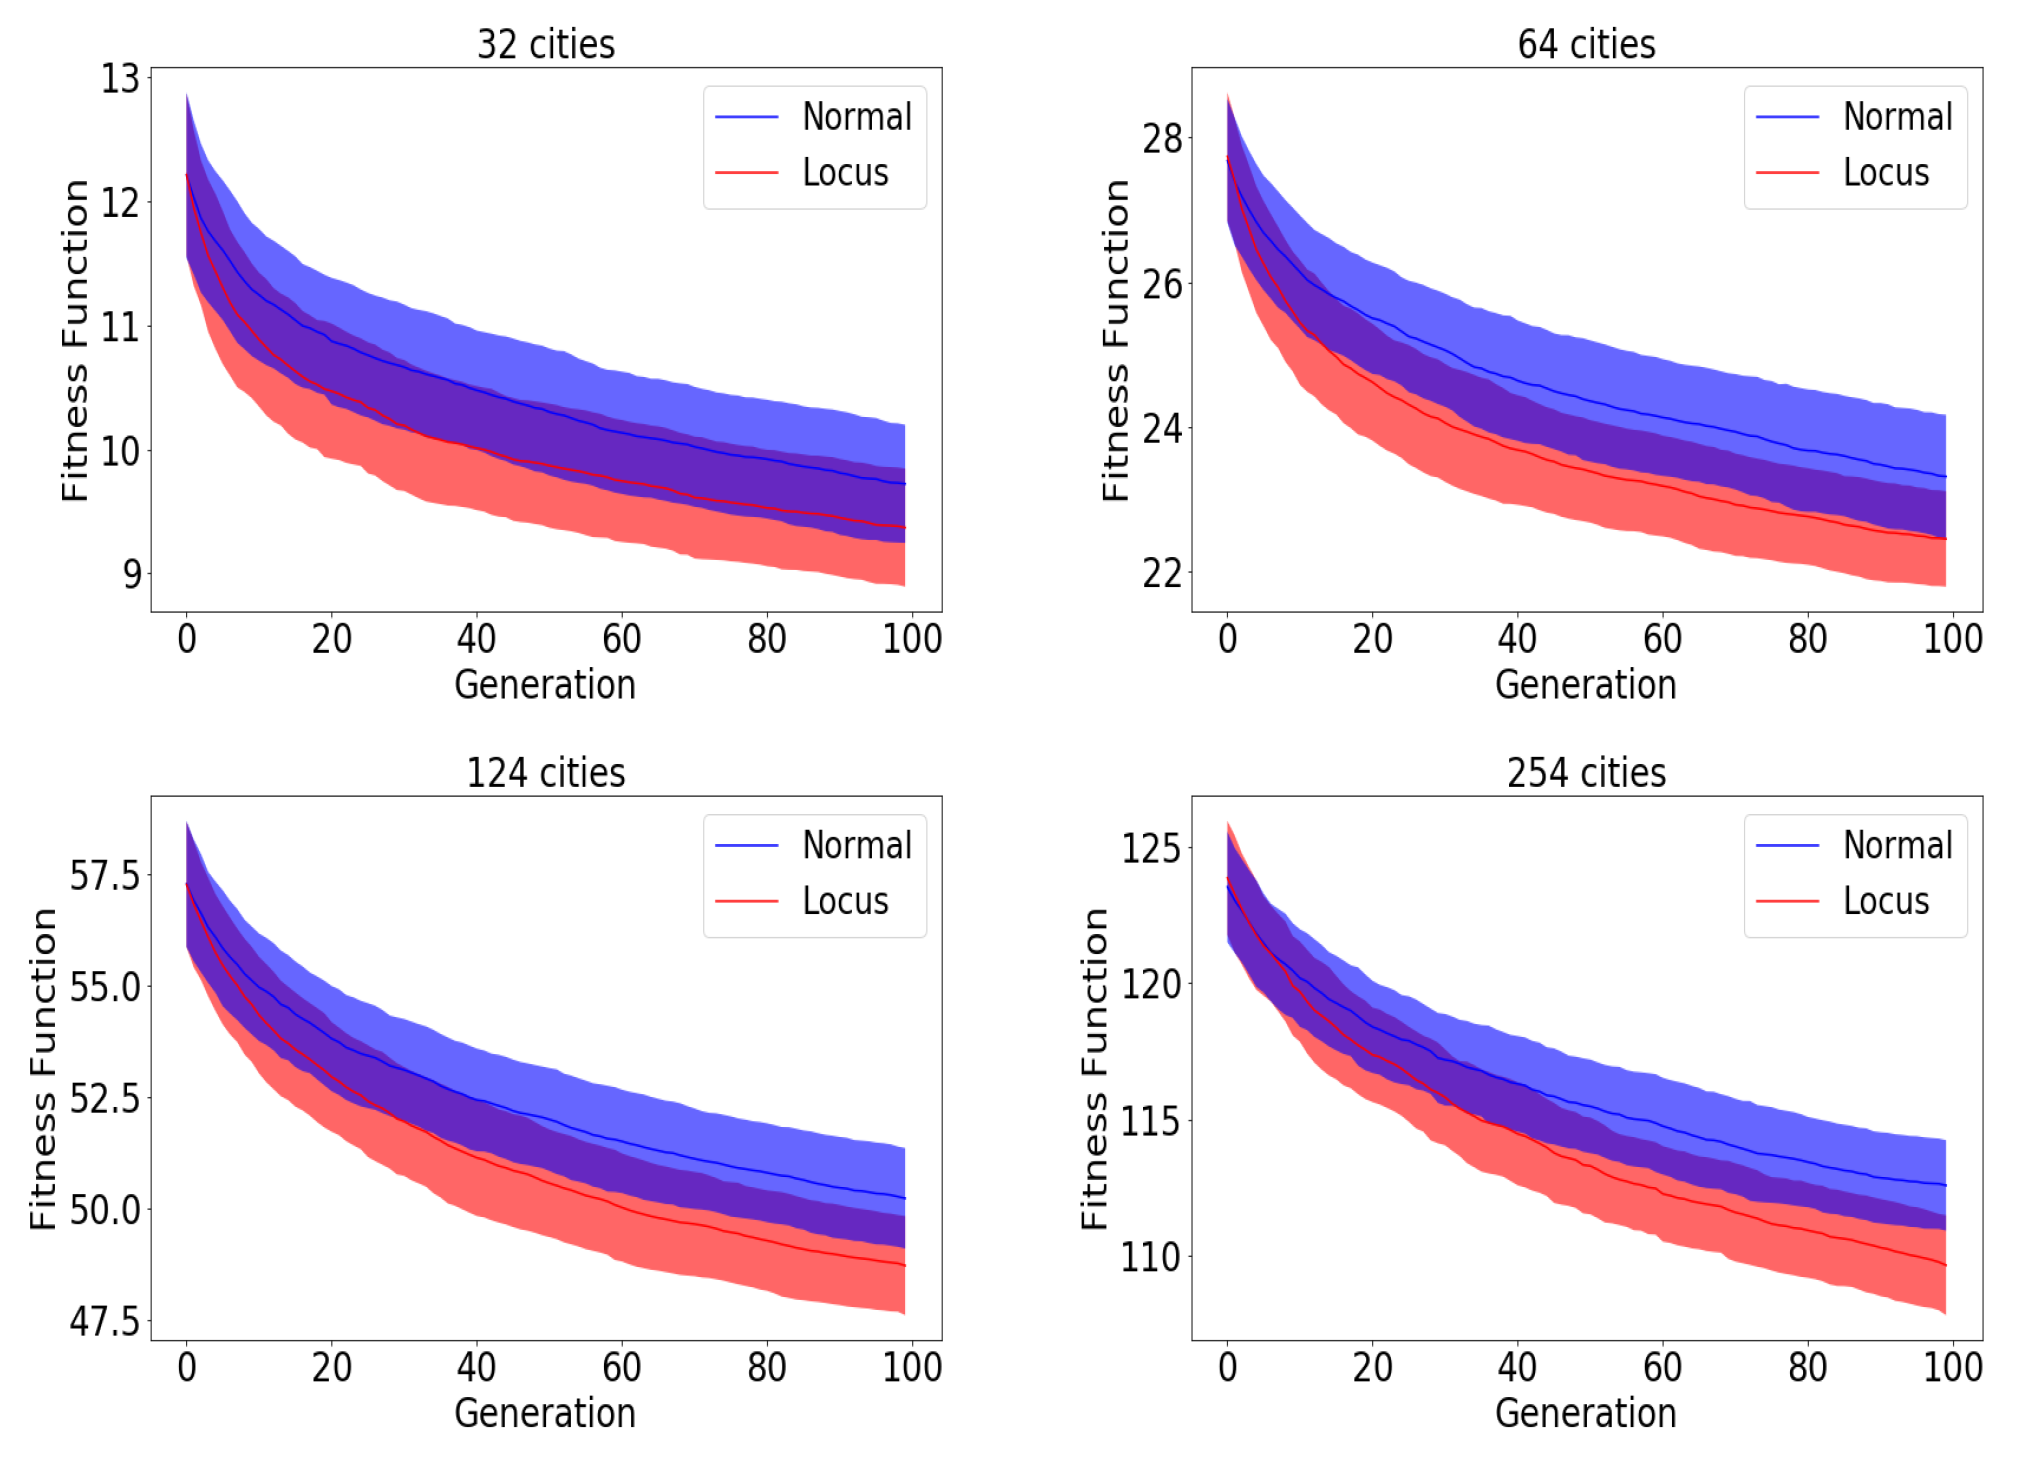 32 cities
13
12
11
10
9
Fitness Function
Normal
Locus
0 20 40 60 80 100
Generation
64 cities
28
26
24
22
Fitness Function
Normal
Locus
0 20 40 60 80 100
Generation
124 cities
57.5
55.0
52.5
50.0
47.5
Fitness Function
Normal
Locus
0 20 40 60 80 100
Generation
254 cities
125
120
115
110
Fitness Function
Normal
Locus
0 20 40 60 80 100
Generation